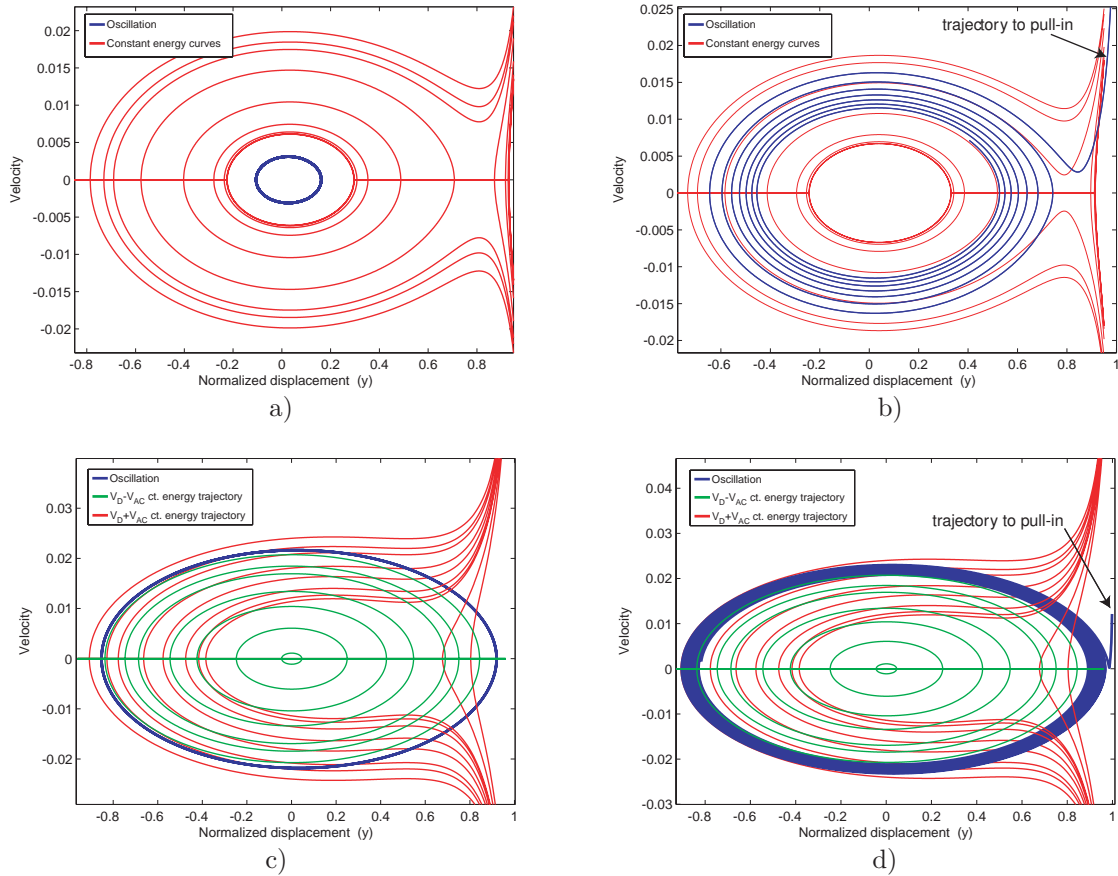 Oscillation
Constant energy curves
0.02
0.015
0.01
0.005
0
-0.005
-0.01
-0.015
-0.02
Velocity
-0.8 -0.6 -0.4 -0.2 0 0.2 0.4 0.6 0.8
Normalized displacement (y)
a)
Oscillation
Constant energy curves
trajectory to pull-in
0.025
0.02
0.015
0.01
0.005
0
-0.005
-0.01
-0.015
-0.02
Velocity
-0.6 -0.4 -0.2 0 0.2 0.4 0.6 0.8 1
Normalized displacement (y)
b)
Oscillation
V_D-V_AC ct. energy trajectory
V_D+V_AC ct. energy trajectory
0.03
0.02
0.01
0
-0.01
-0.02
Velocity
-0.8 -0.6 -0.4 -0.2 0 0.2 0.4 0.6 0.8 1
Normalized displacement (y)
c)
Oscillation
V_D-V_AC ct. energy trajectory
V_D+V_AC ct. energy trajectory
trajectory to pull-in
0.04
0.03
0.02
0.01
0
-0.01
-0.02
-0.03
Velocity
-0.8 -0.6 -0.4 -0.2 0 0.2 0.4 0.6 0.8 1
Normalized displacement (y)
d)